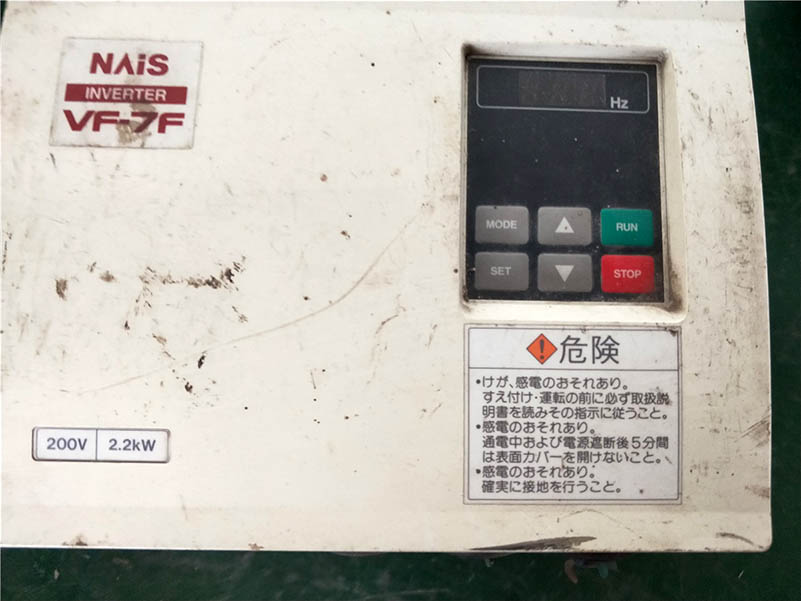 NAiS
INVERTER
VF-7F
Hz
MODE
RUN
SET
STOP
危険
•けが、感電のおそれあり。
すえ付け・運転の前に必ず取扱説
明書を読みその指示に従うこと。
•感電のおそれあり。
通電中および電源遮断後5分間
は表面カバーを開けないこと。
•感電のおそれあり。
確実に接地を行うこと。
200V 2.2kW